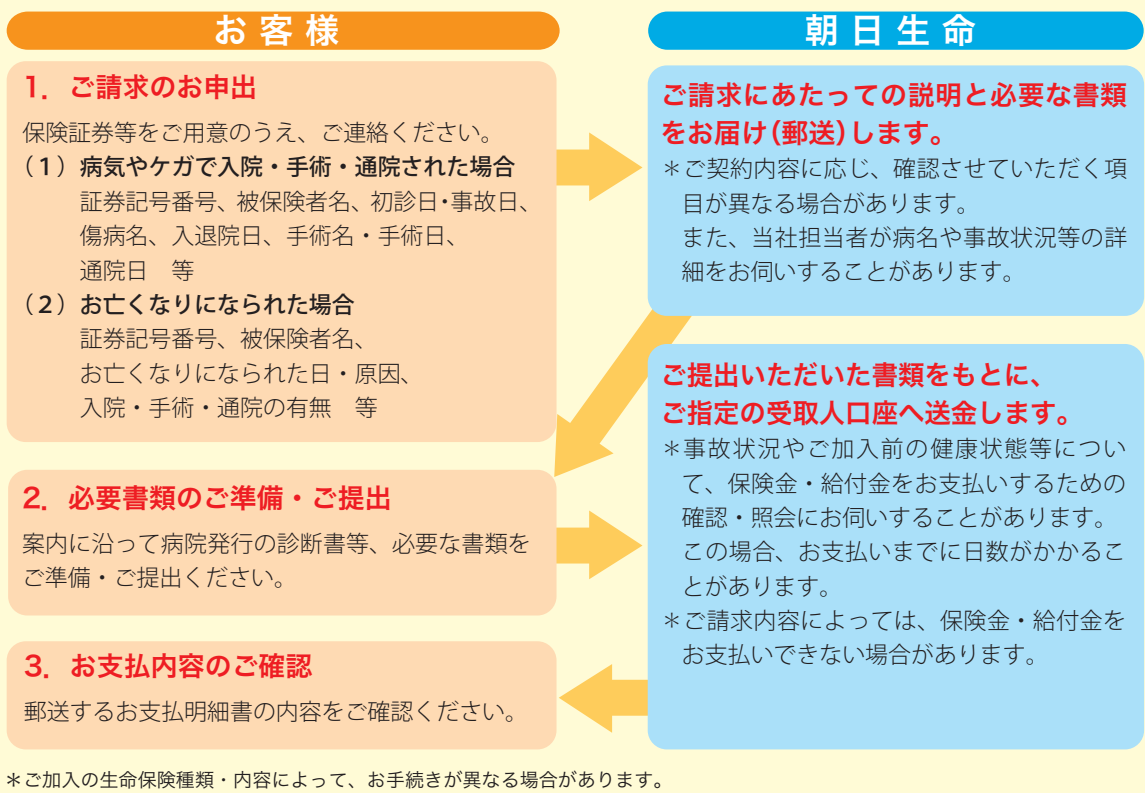 お客様
1. ご請求のお申出
保険証券等をご用意のうえ、ご連絡ください。
(1)病気やケガで入院・手術・通院された場合
証券記号番号、被保険者名、初診日・事故日、
傷病名、入退院日、手術名・手術日、
通院日　等
(2)お亡くなりになられた場合
証券記号番号、被保険者名、
お亡くなりになられた日・原因、
入院・手術・通院の有無　等
2. 必要書類のご準備・ご提出
案内に沿って病院発行の診断書等、必要な書類を
ご準備・ご提出ください。
3. お支払内容のご確認
郵送するお支払明細書の内容をご確認ください。
朝日生命
ご請求にあたっての説明と必要な書類
をお届け(郵送)します。
＊ご契約内容に応じ、確認させていただく項
目が異なる場合があります。
また、当社担当者が病名や事故状況等の詳
細をお伺いすることがあります。
ご提出いただいた書類をもとに、
ご指定の受取人口座へ送金します。
＊事故状況やご加入前の健康状態等につい
て、保険金・給付金をお支払いするための
確認・照会にお伺いすることがあります。
この場合、お支払いまでに日数がかかるこ
とがあります。
＊ご請求内容によっては、保険金・給付金を
お支払いできない場合があります。
＊ご加入の生命保険種類・内容によって、お手続きが異なる場合があります。